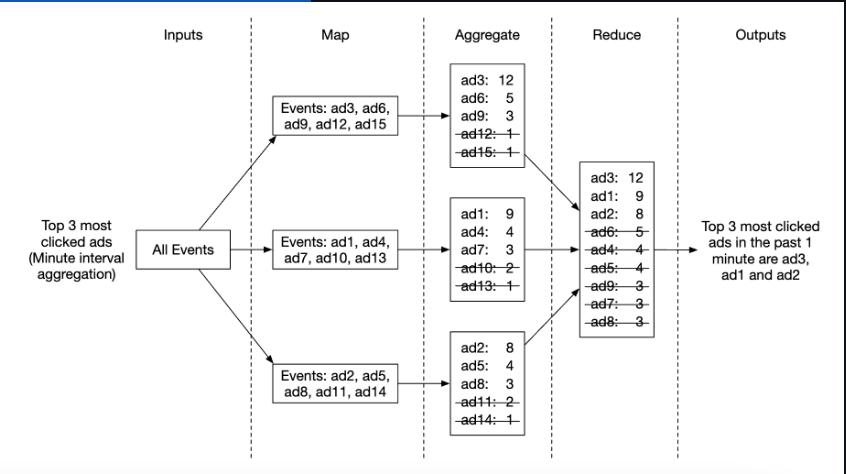 Inputs
Map
Aggregate
Reduce
Outputs
Top 3 most
clicked ads
(Minute interval
aggregation)
All Events
Events: ad3, ad6,
ad9, ad12, ad15
Events: ad1, ad4,
ad7, ad10, ad13
Events: ad2, ad5,
ad8, ad11, ad14
ad3: 12
ad6: 5
ad9: 3
ad12: 1
ad15: 1
ad1: 9
ad4: 4
ad7: 3
ad10: 2
ad13: 1
ad2: 8
ad5: 4
ad8: 3
ad11: 2
ad14: 1
ad3: 12
ad1: 9
ad2: 8
ad6: 5
ad4: 4
ad5: 4
ad9: 3
ad7: 3
ad8: 3
Top 3 most clicked
ads in the past 1
minute are ad3,
ad1 and ad2